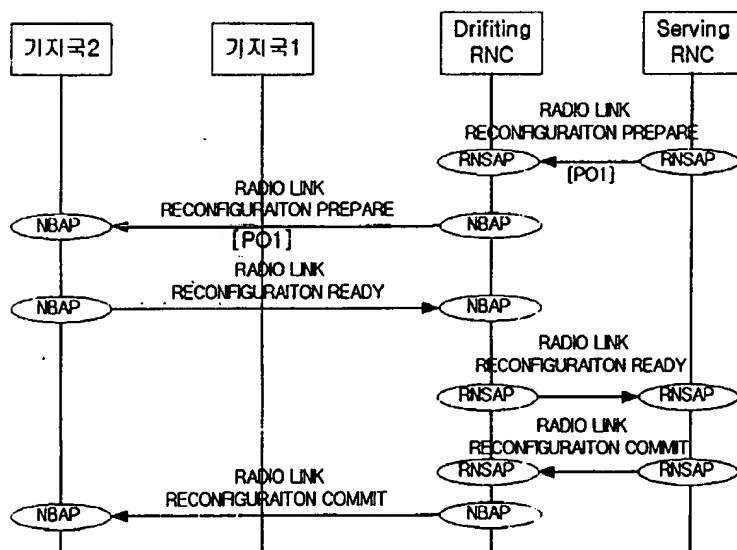 기지국2
기지국1
Drifiting
RNC
Serving
RNC
RADIO LINK
RECONFIGURAITON PREPARE
RNSAP
RNSAP
[PO1]
RADIO LINK
RECONFIGURAITON PREPARE
NBAP
NBAP
[PO1]
RADIO LINK
RECONFIGURAITON READY
NBAP
NBAP
RADIO LINK
RECONFIGURAITON READY
RNSAP
RNSAP
RADIO LINK
RECONFIGURAITON COMMIT
RNSAP
RNSAP
RADIO LINK
RECONFIGURAITON COMMIT
NBAP
NBAP